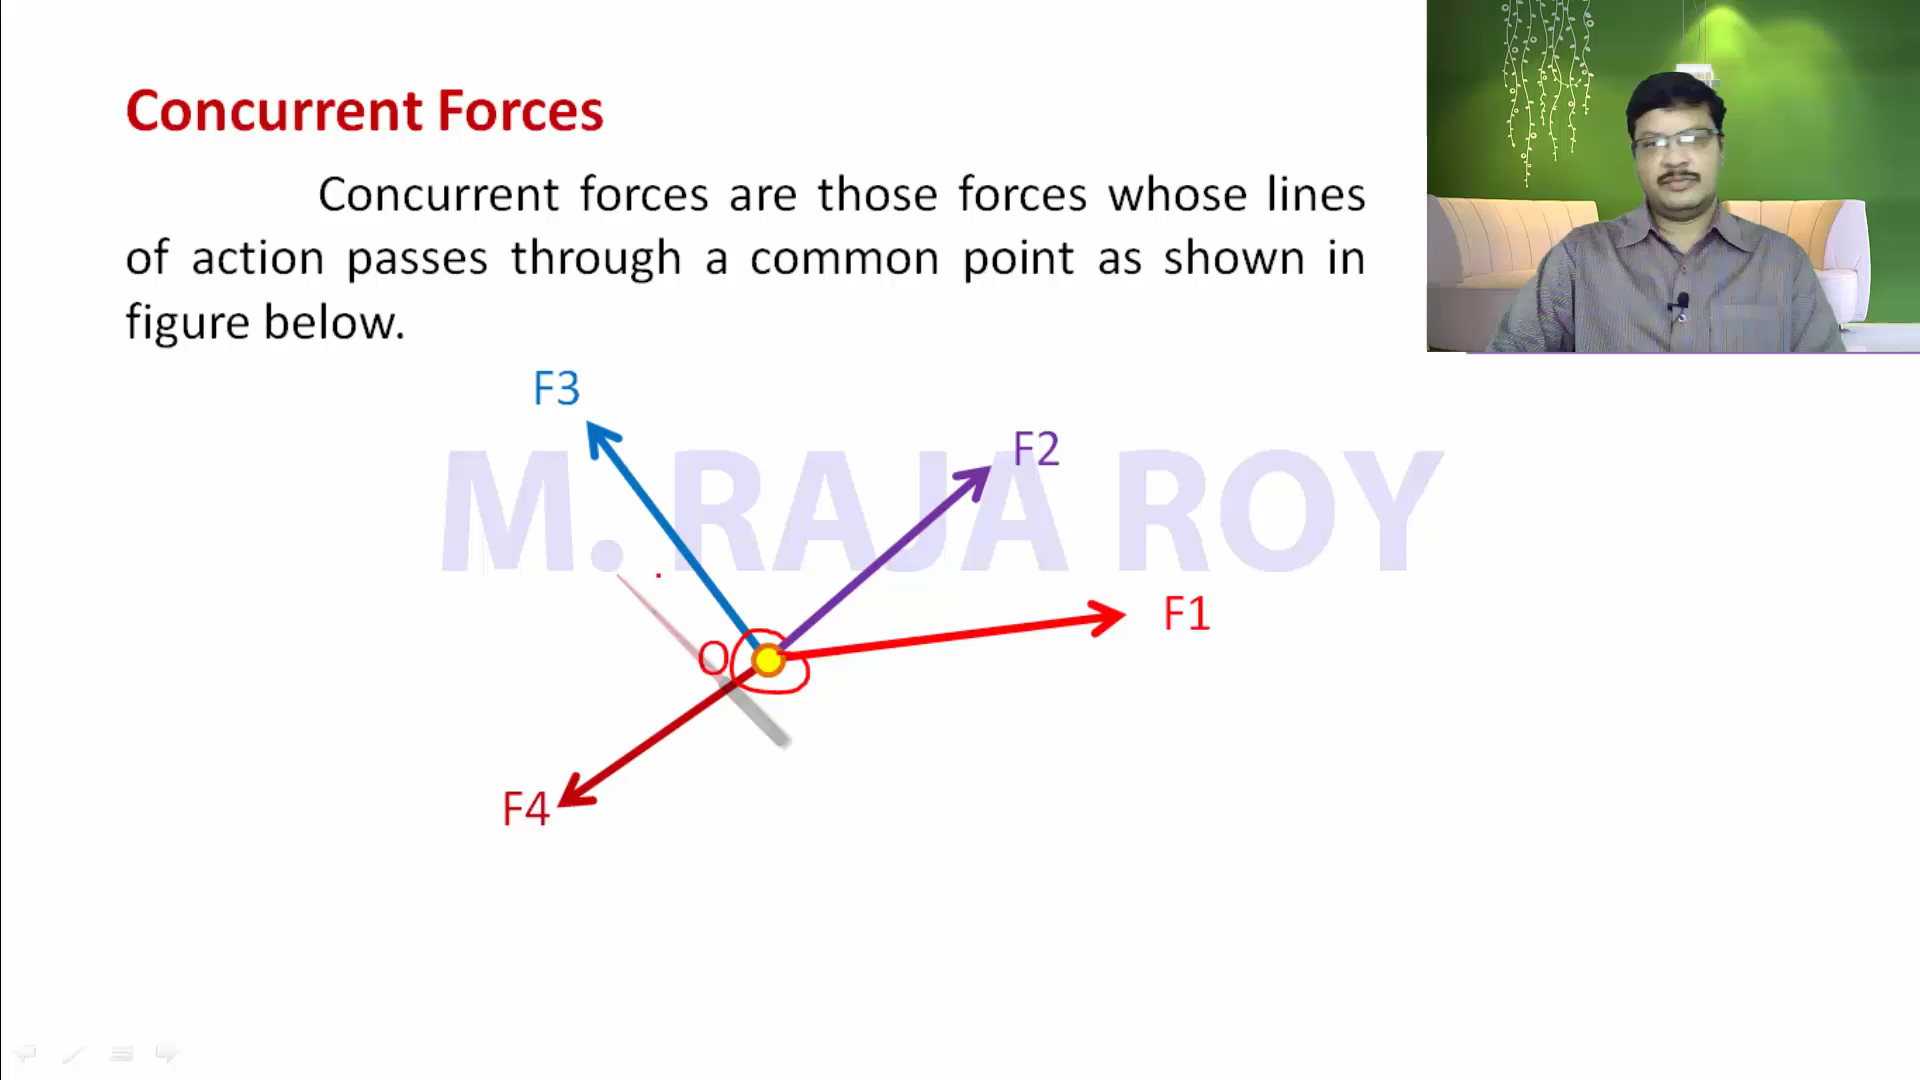 Concurrent Forces
Concurrent forces are those forces whose lines
of action passes through a common point as shown in
figure below.
F3
F2
M. RAJA ROY
F1
O
F4